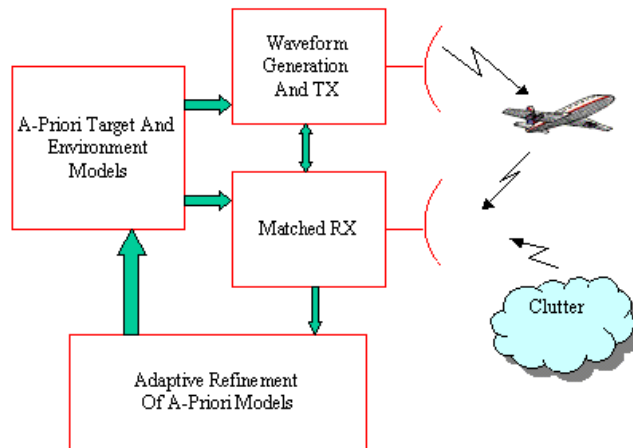 Waveform
Generation
And TX
A-Priori Target And
Environment
Models
Matched RX
Clutter
Adaptive Refinement
Of A-Priori Models